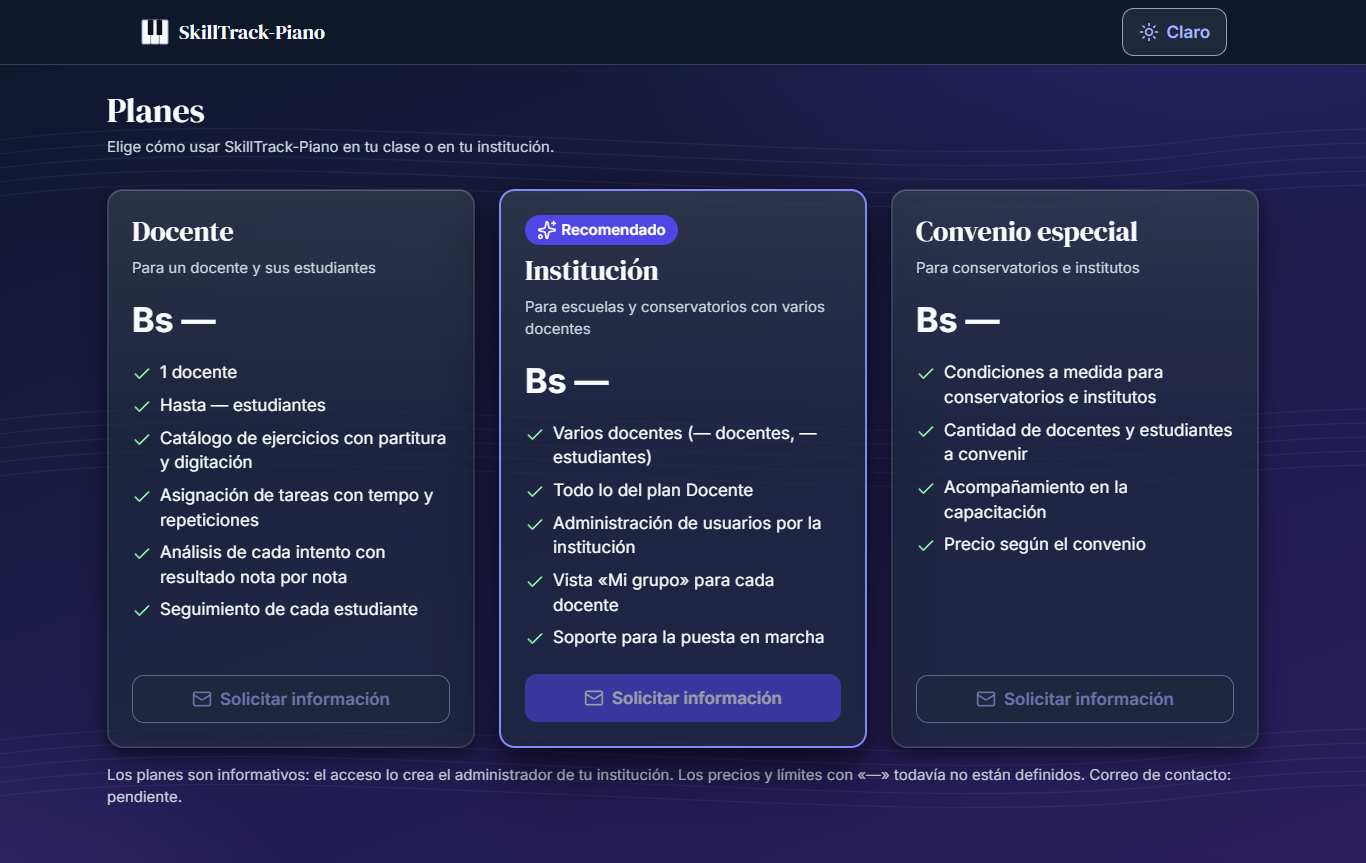 SkillTrack-Piano
Claro
Planes
Elige cómo usar SkillTrack-Piano en tu clase o en tu institución.
Docente
Para un docente y sus estudiantes
Bs —
1 docente
Hasta — estudiantes
Catálogo de ejercicios con partitura
y digitación
Asignación de tareas con tempo y
repeticiones
Análisis de cada intento con
resultado nota por nota
Seguimiento de cada estudiante
Solicitar información
Recomendado
Institución
Para escuelas y conservatorios con varios
docentes
Bs —
Varios docentes (— docentes, —
estudiantes)
Todo lo del plan Docente
Administración de usuarios por la
institución
Vista «Mi grupo» para cada
docente
Soporte para la puesta en marcha
Solicitar información
Convenio especial
Para conservatorios e institutos
Bs —
Condiciones a medida para
conservatorios e institutos
Cantidad de docentes y estudiantes
a convenir
Acompañamiento en la
capacitación
Precio según el convenio
Solicitar información
Los planes son informativos: el acceso lo crea el administrador de tu institución. Los precios y límites con «—» todavía no están definidos. Correo de contacto:
pendiente.